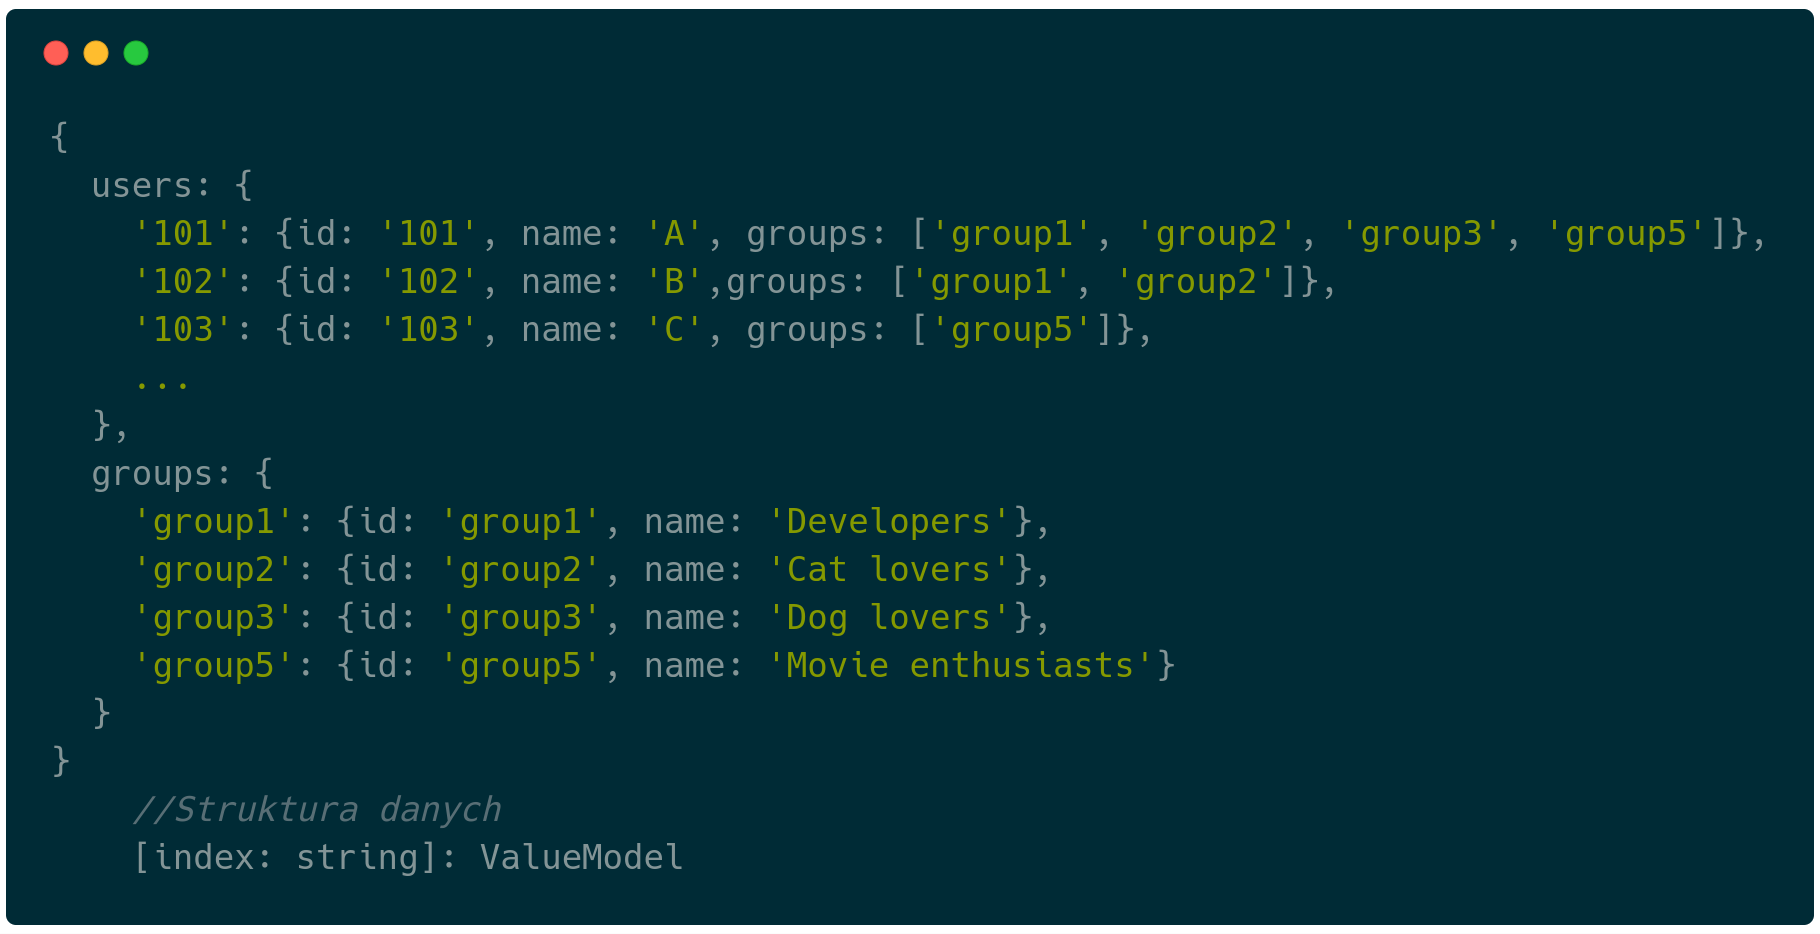 {
  users: {
    '101': {id: '101', name: 'A', groups: ['group1', 'group2', 'group3', 'group5']},
    '102': {id: '102', name: 'B',groups: ['group1', 'group2']},
    '103': {id: '103', name: 'C', groups: ['group5']},
    ...
  },
  groups: {
    'group1': {id: 'group1', name: 'Developers'},
    'group2': {id: 'group2', name: 'Cat lovers'},
    'group3': {id: 'group3', name: 'Dog lovers'},
    'group5': {id: 'group5', name: 'Movie enthusiasts'}
  }
}
    //Struktura danych
    [index: string]: ValueModel